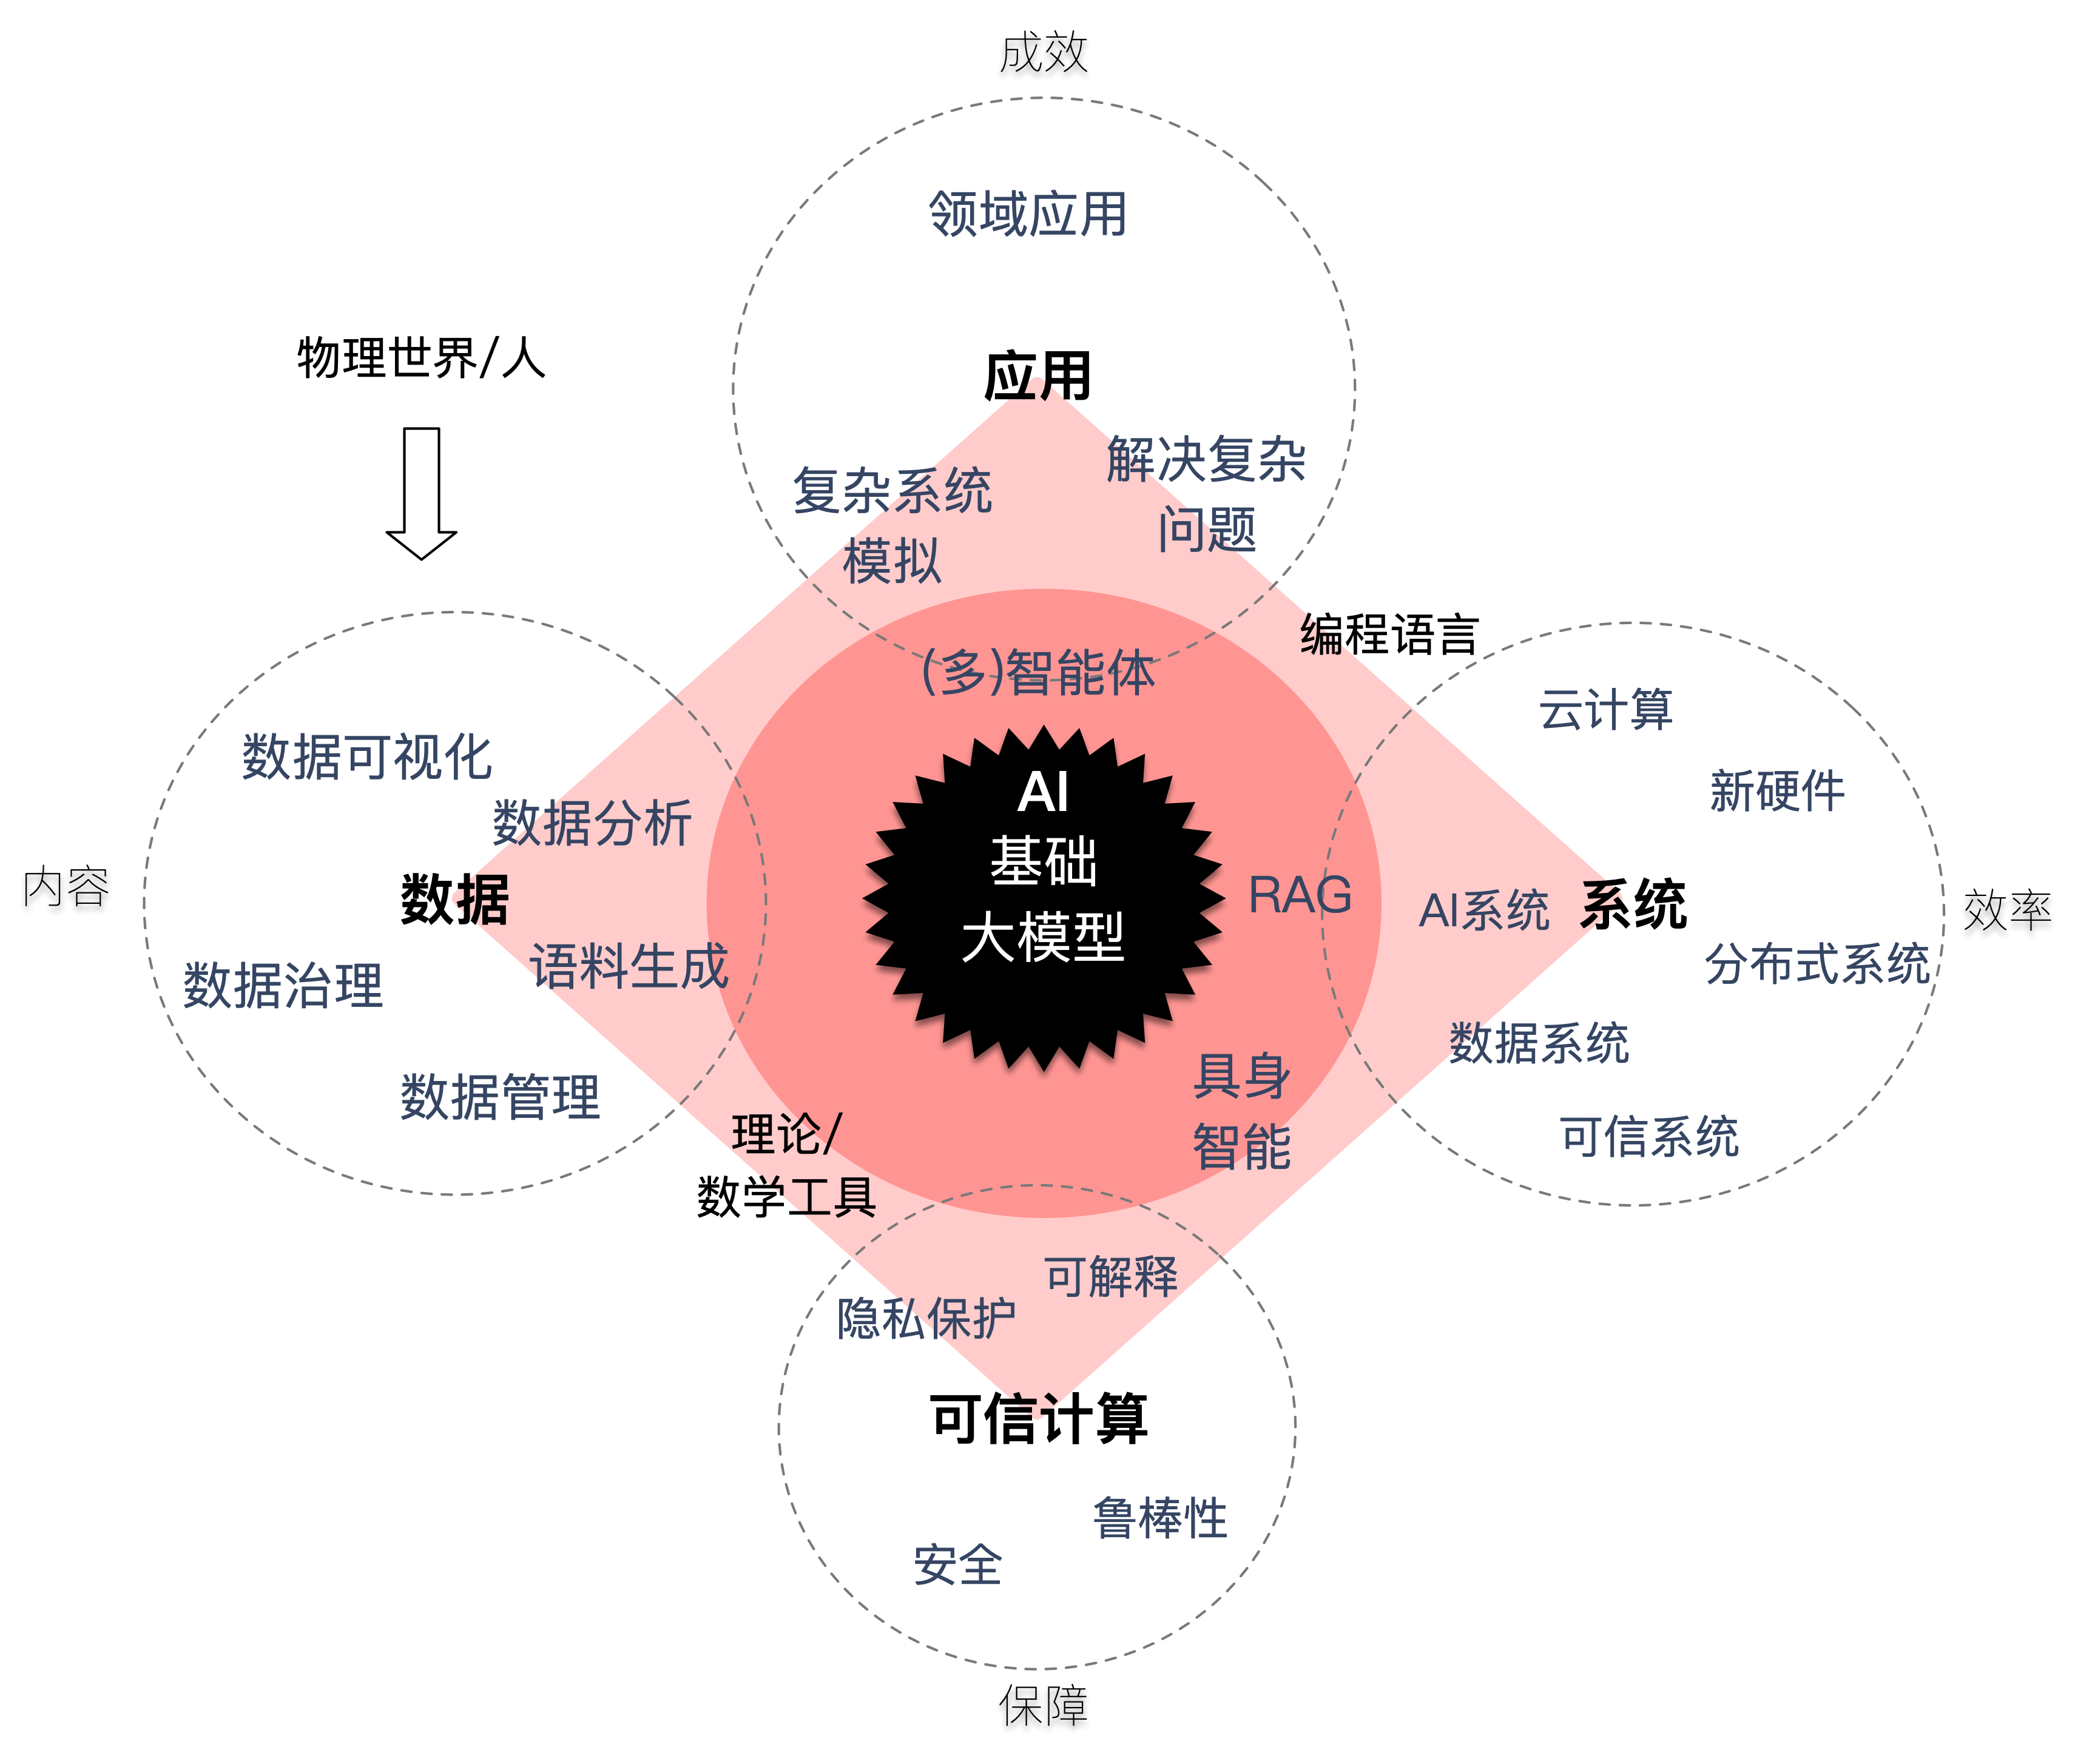 成效
领域应用
物理世界/人
应用
解决复杂
问题
复杂系统
模拟
编程语言
(多)智能体
云计算
数据可视化
新硬件
数据分析
AI
基础
大模型
内容
数据
RAG
AI系统
系统
效率
数据治理
语料生成
分布式系统
数据系统
数据管理
具身
智能
可信系统
理论/
数学工具
可解释
隐私保护
可信计算
鲁棒性
安全
保障